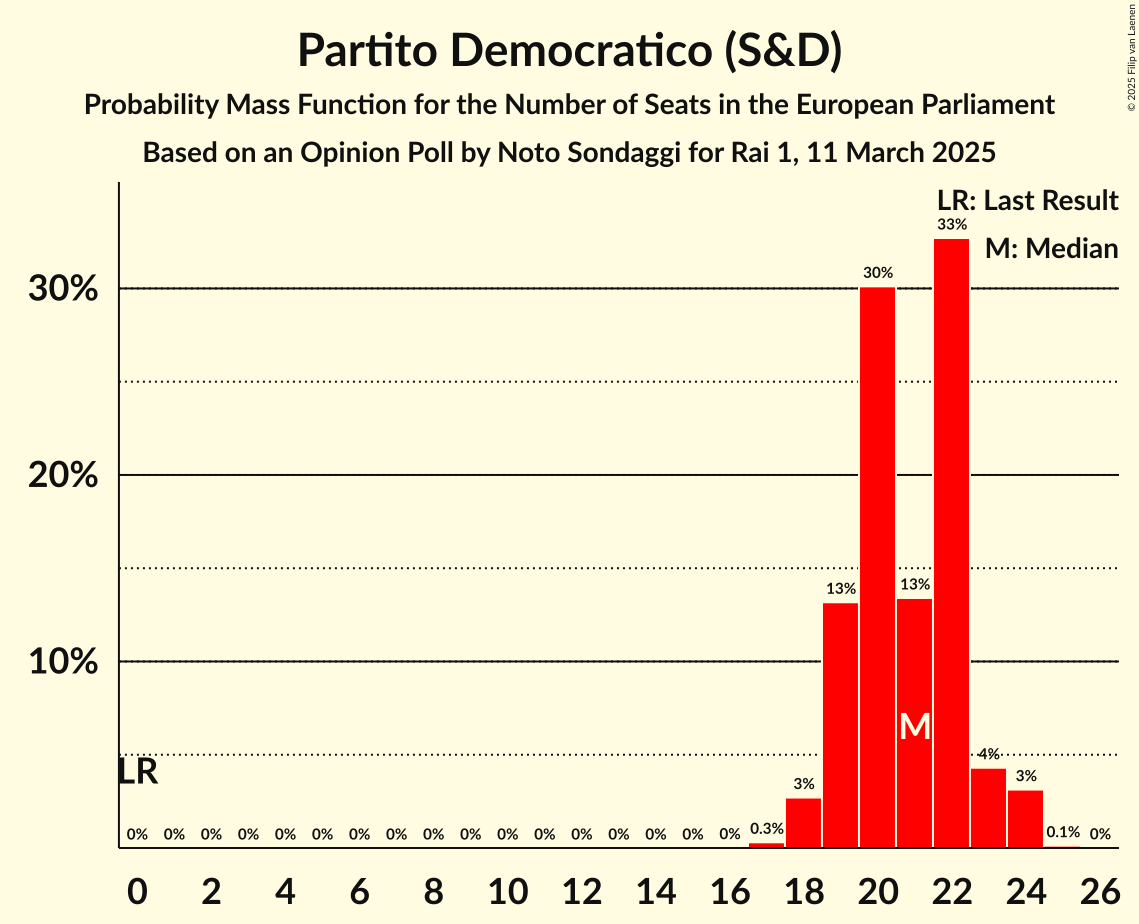 Partito Democratico (S&D)
Probability Mass Function for the Number of Seats in the European Parliament
Based on an Opinion Poll by Noto Sondaggi for Rai 1, 11 March 2025
© 2025 Filip van Laenen
LR: Last Result
M: Median
30%
20%
10%
LR
M
0% 0% 0% 0% 0% 0% 0% 0% 0% 0% 0% 0% 0% 0% 0% 0% 0% 0.3% 3% 13% 30% 13% 33% 4% 3% 0.1% 0%
0 2 4 6 8 10 12 14 16 18 20 22 24 26